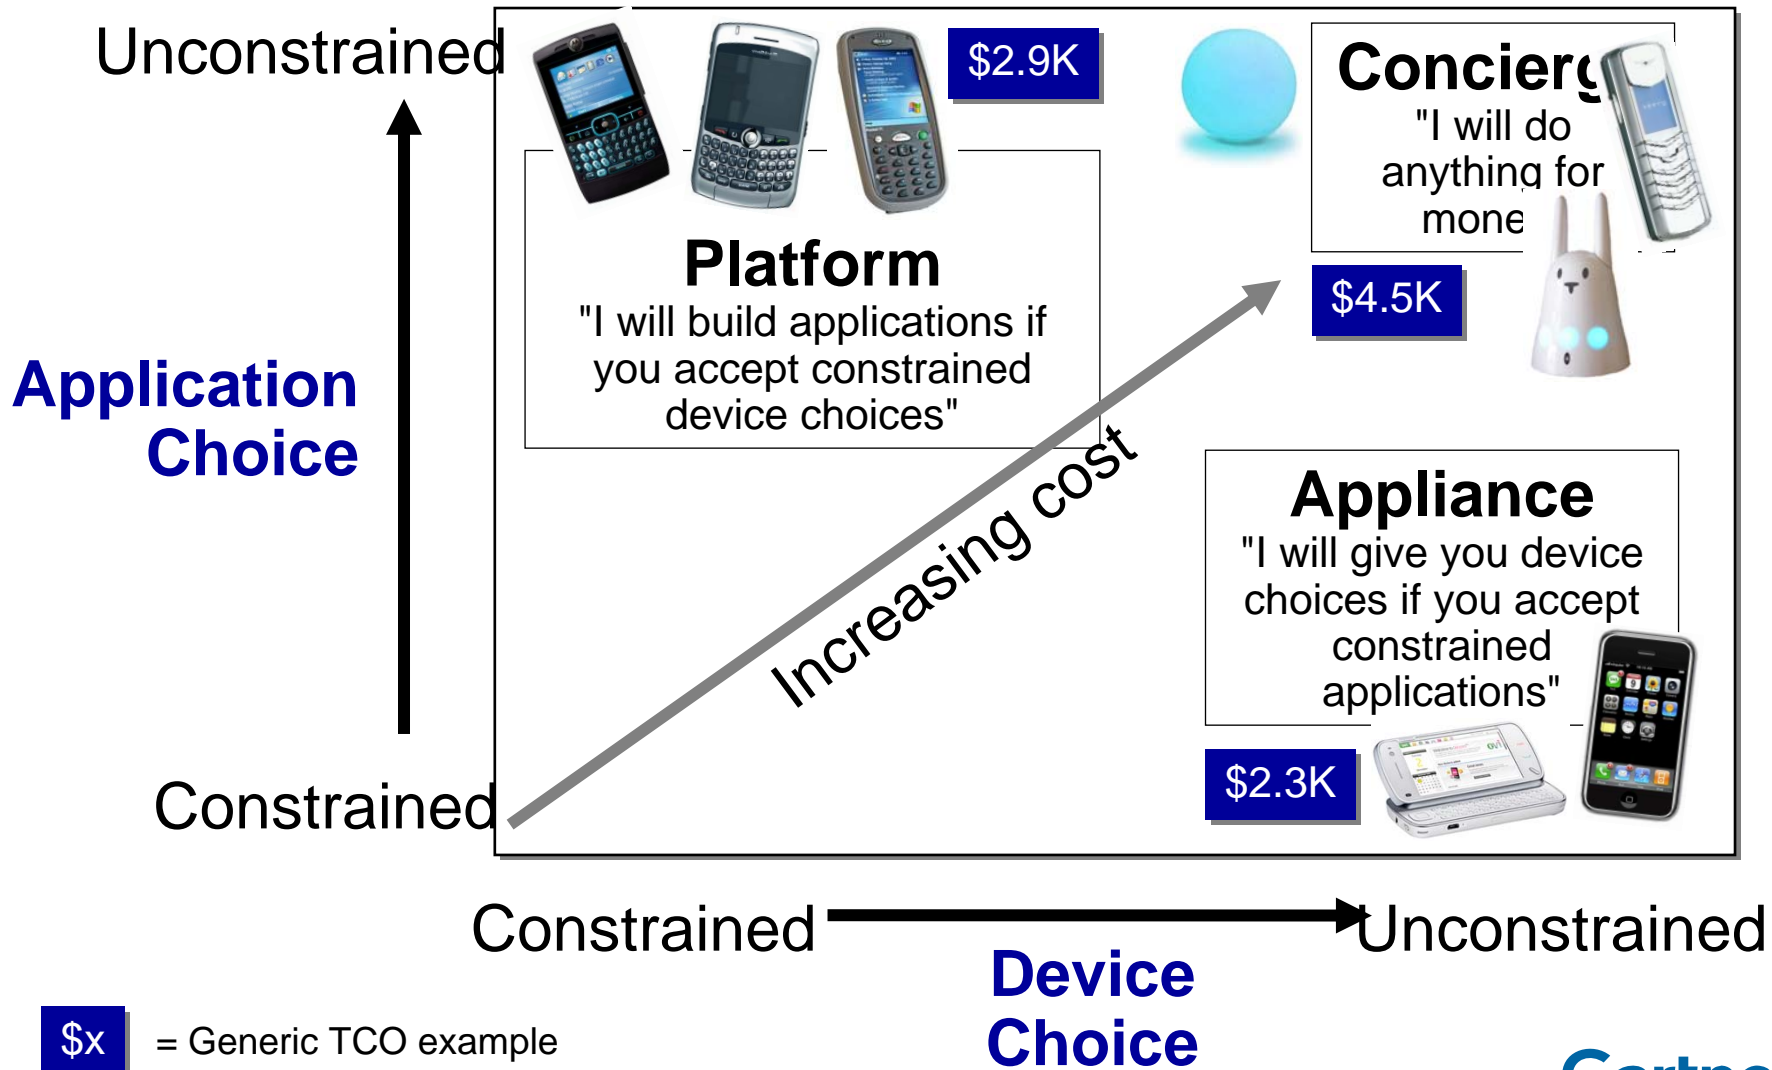 Unconstrained
$2.9K
Platform
"I will build applications if
you accept constrained
device choices"
"I will do
anything for
$4.5K
Application
Choice
Increasing cost
Appliance
"I will give you device
choices if you accept
constrained
applications"
$2.3K
Constrained
Constrained
Unconstrained
Device
Choice
$x = Generic TCO example